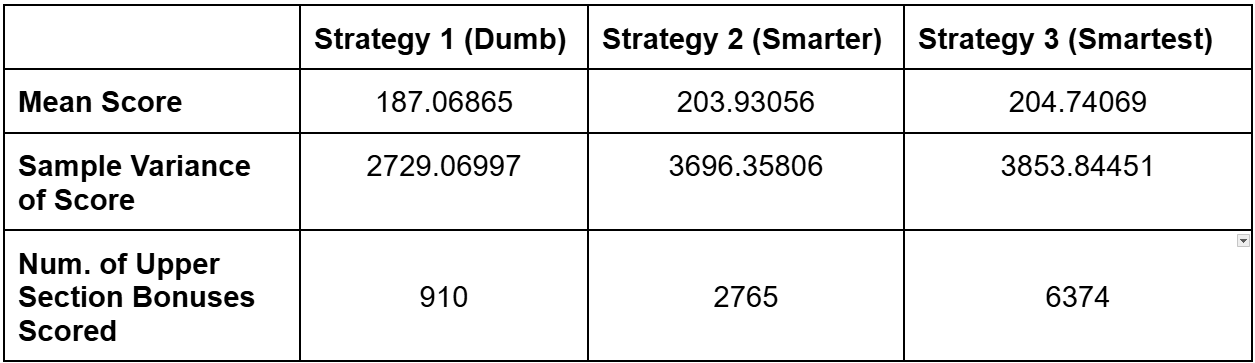 Strategy 1 (Dumb) Strategy 2 (Smarter) Strategy 3 (Smartest)
Mean Score 187.06865 203.93056 204.74069
Sample Variance 2729.06997 3696.35806 3853.84451
of Score
Num. of Upper
Section Bonuses 910 2765 6374
Scored